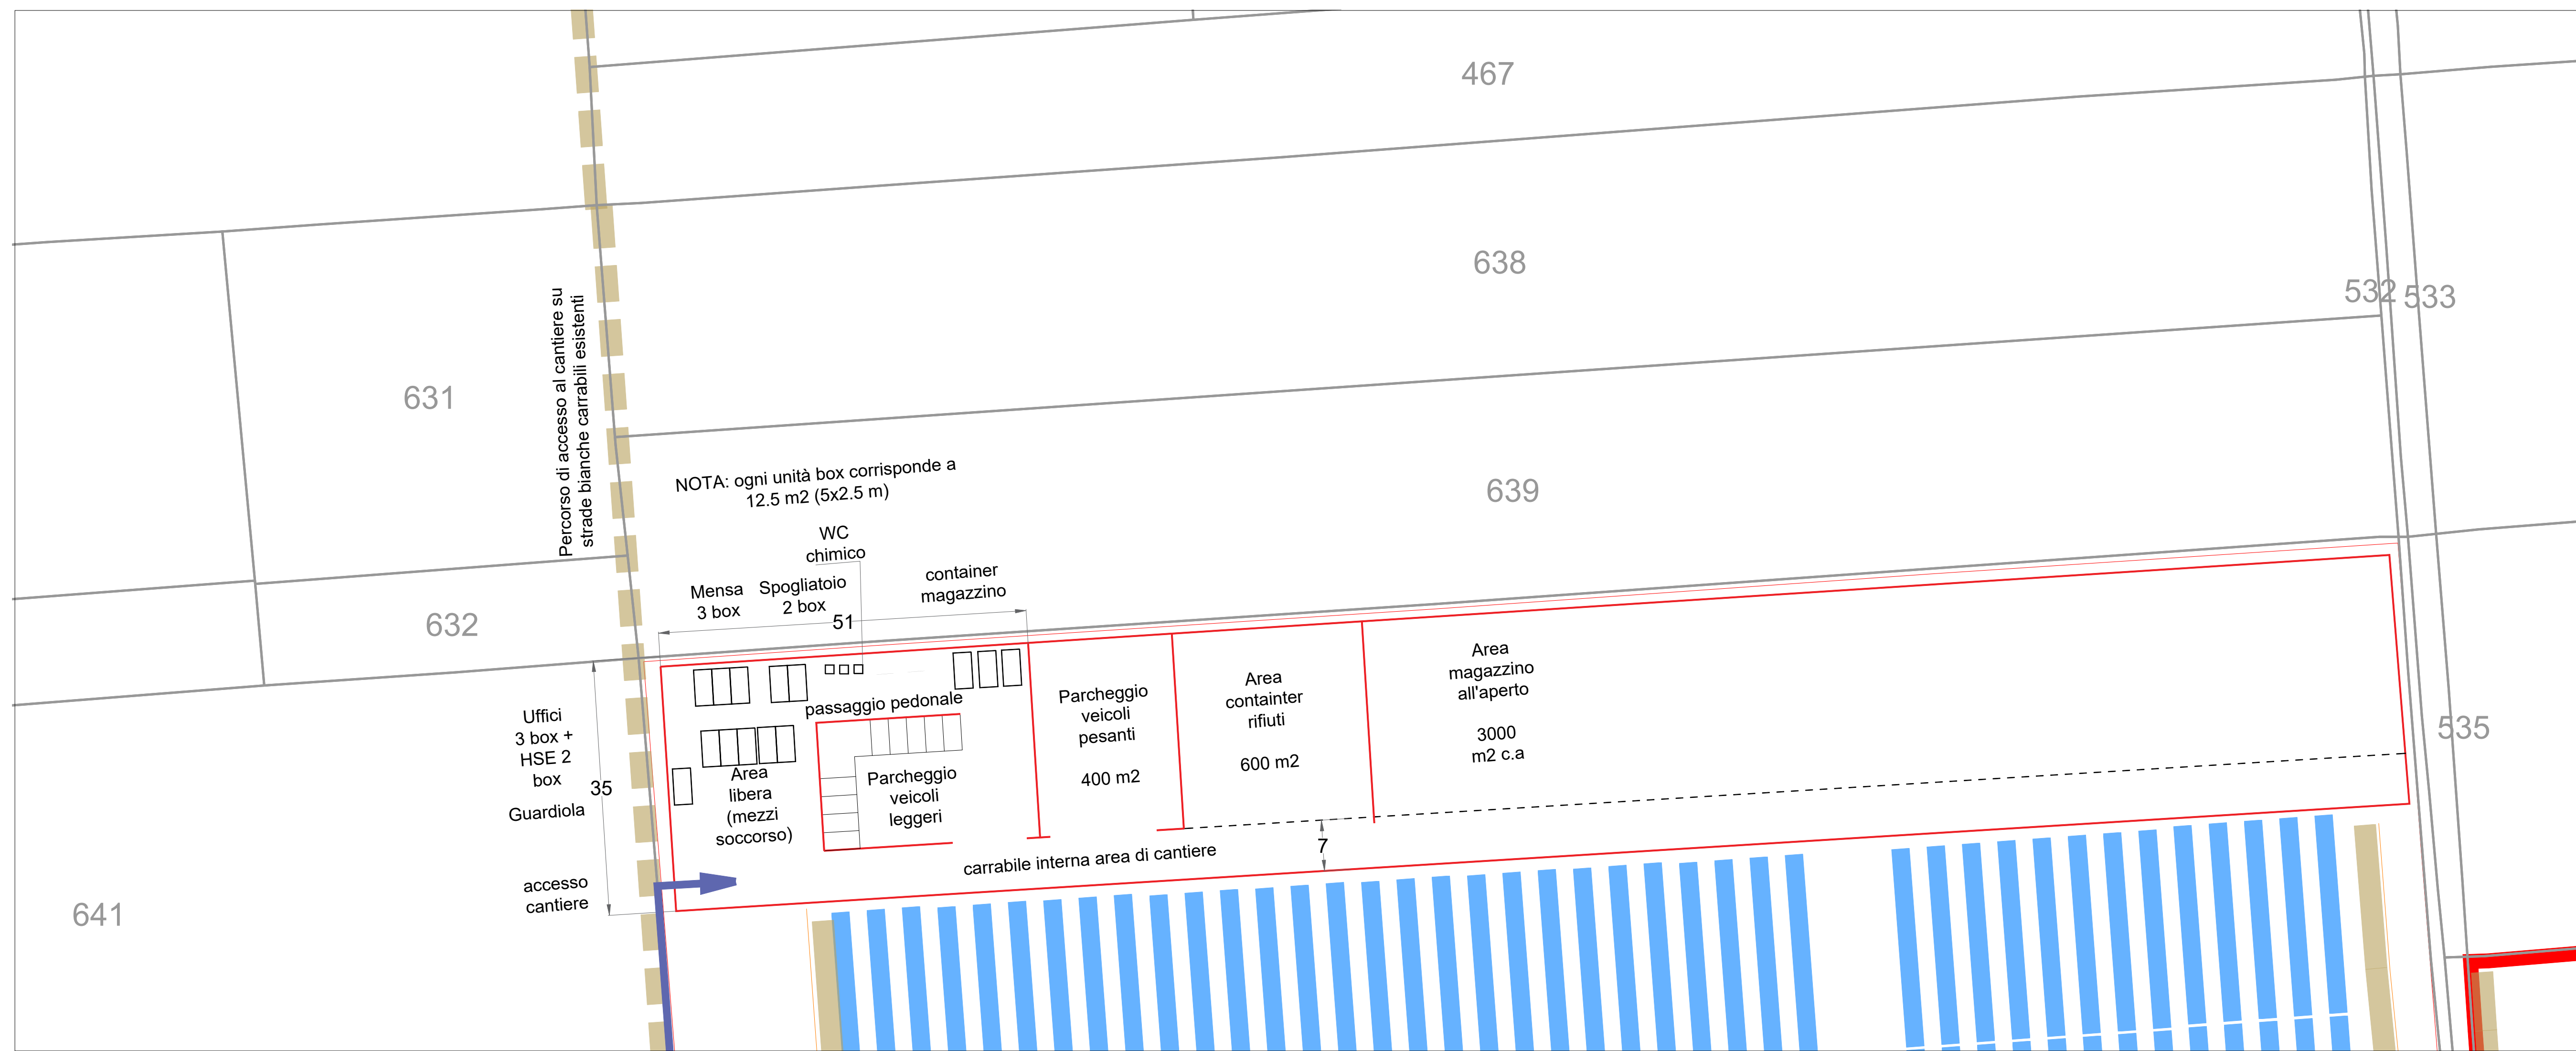 467
638
532
533
631
Percorso di accesso al cantiere su
strade bianche carrabili esistenti
639
NOTA: ogni unità box corrisponde a
12.5 m2 (5x2.5 m)
WC
chimico
Mensa
3 box
Spogliatoio
2 box
container
magazzino
51
632
Uffici
3 box +
HSE 2
box
35
Guardiola
accesso
cantiere
641
passaggio pedonale
Area
libera
(mezzi
soccorso)
Parcheggio
veicoli
leggeri
Parcheggio
veicoli
pesanti
400 m2
Area
containter
rifiuti
600 m2
Area
magazzino
all'aperto
3000
m2 c.a
535
carrabile interna area di cantiere
7